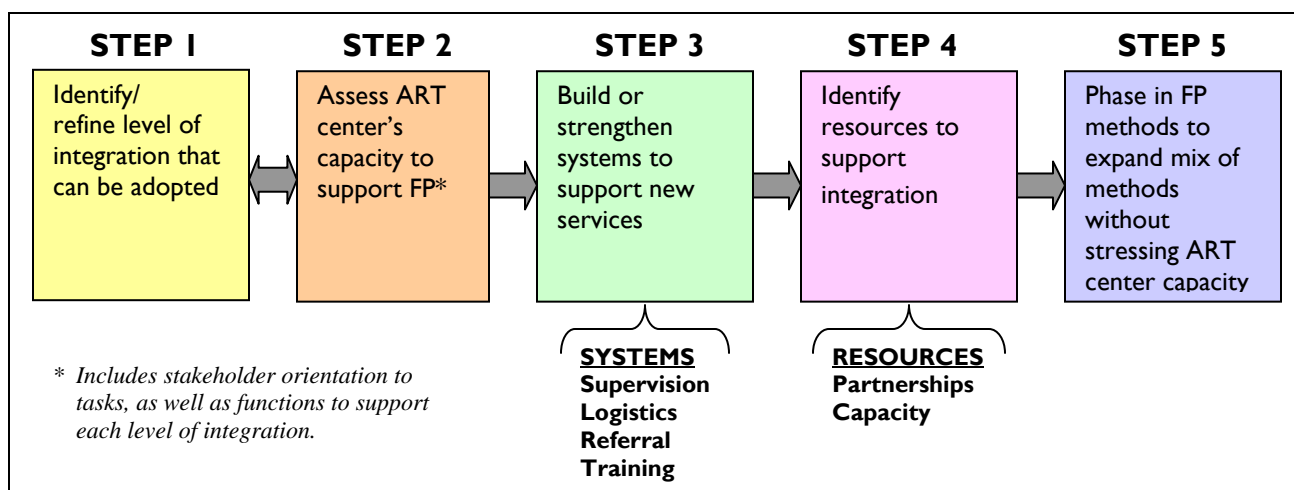 STEP 1
Identify/
refine level of
integration that
can be adopted
STEP 2
Assess ART
center's
capacity to
support FP*
STEP 3
Build or
strengthen
systems to
support new
services
STEP 4
Identify
resources to
support
integration
STEP 5
Phase in FP
methods to
expand mix of
methods
without
stressing ART
center capacity
SYSTEMS
Supervision
Logistics
Referral
Training
RESOURCES
Partnerships
Capacity
* Includes stakeholder orientation to
tasks, as well as functions to support
each level of integration.